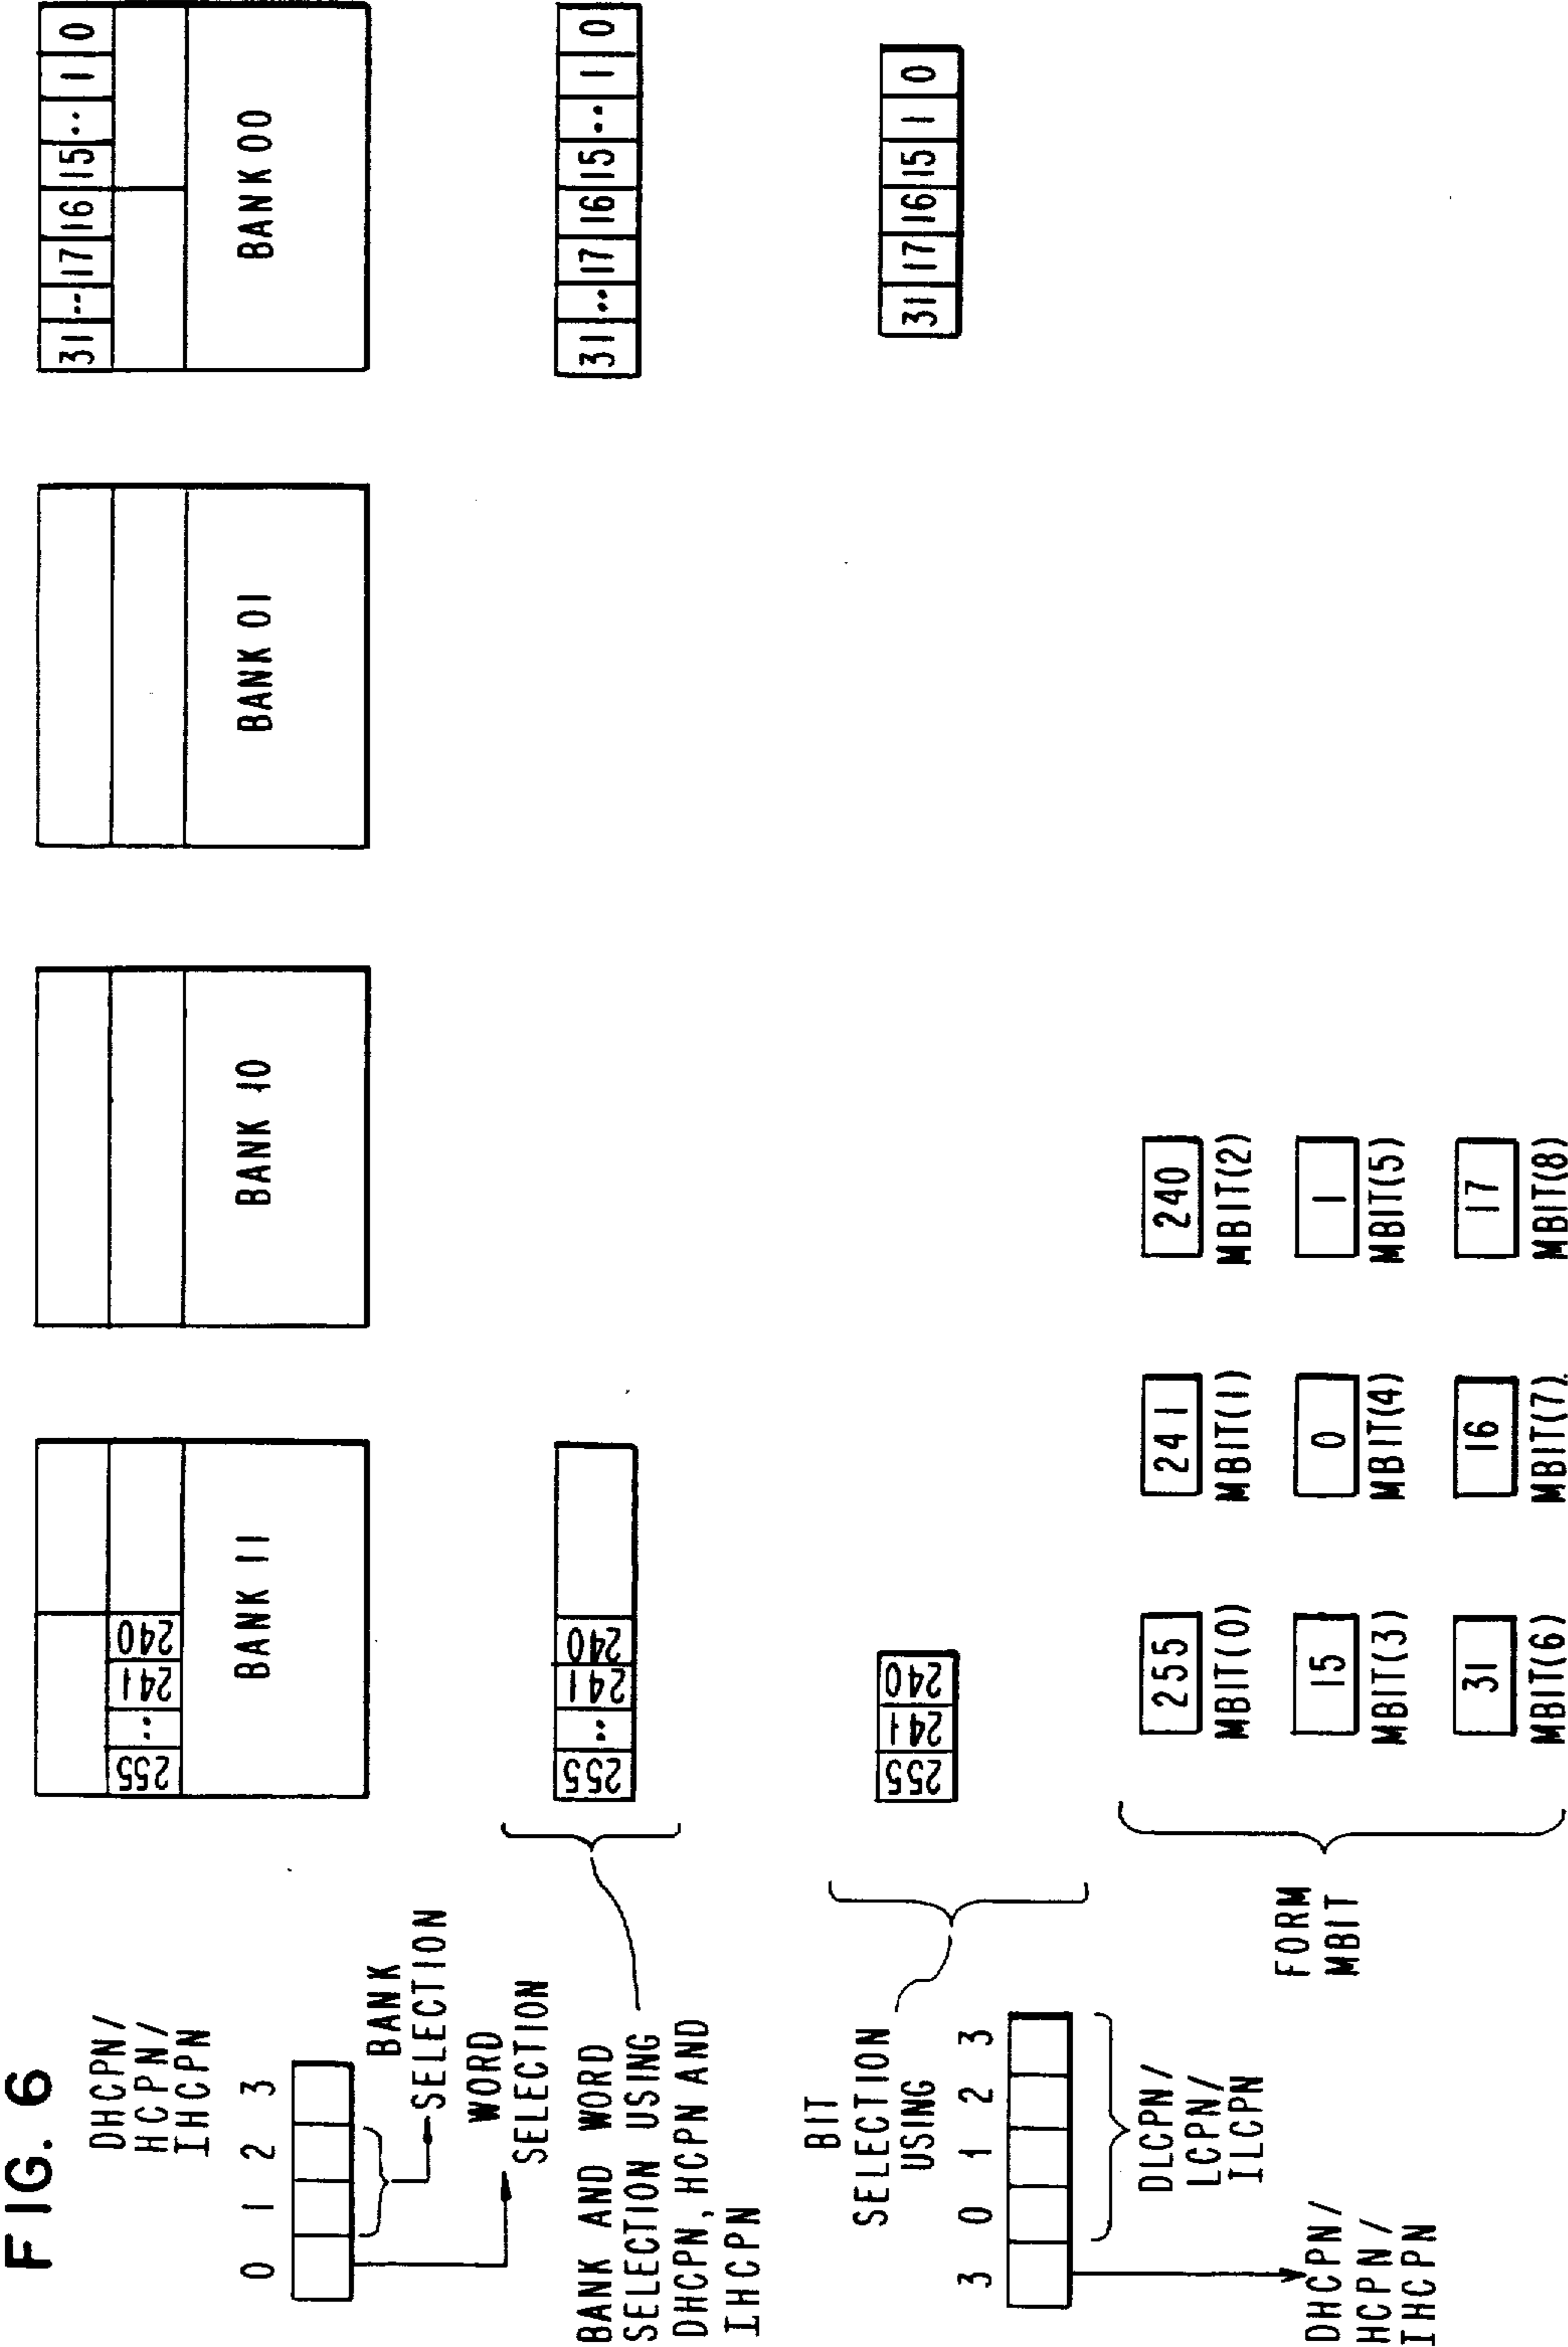 FIG. 6
DHCPN/
HCPN/
IHCPN
0 1 2 3
BANK
SELECTION
WORD
SELECTION
255 .. 241 240
BANK 11
BANK 10
BANK 01
31 .. 17 16 15 .. 1 0
BANK 00
BANK AND WORD
SELECTION USING
DHCPN, HCPN AND
IHCPN
255 .. 241 240
31 .. 17 16 15 .. 1 0
BIT
SELECTION
USING
3 0 1 2 3
DLCPN/
LCPN/
ILCPN
DHCPN/
HCPN/
IHCPN
255 241 240
31 17 16 15 1 0
FORM
MBIT
255 241 240
MBIT(0) MBIT(1) MBIT(2)
15 0 1
MBIT(3) MBIT(4) MBIT(5)
31 16 17
MBIT(6) MBIT(7) MBIT(8)